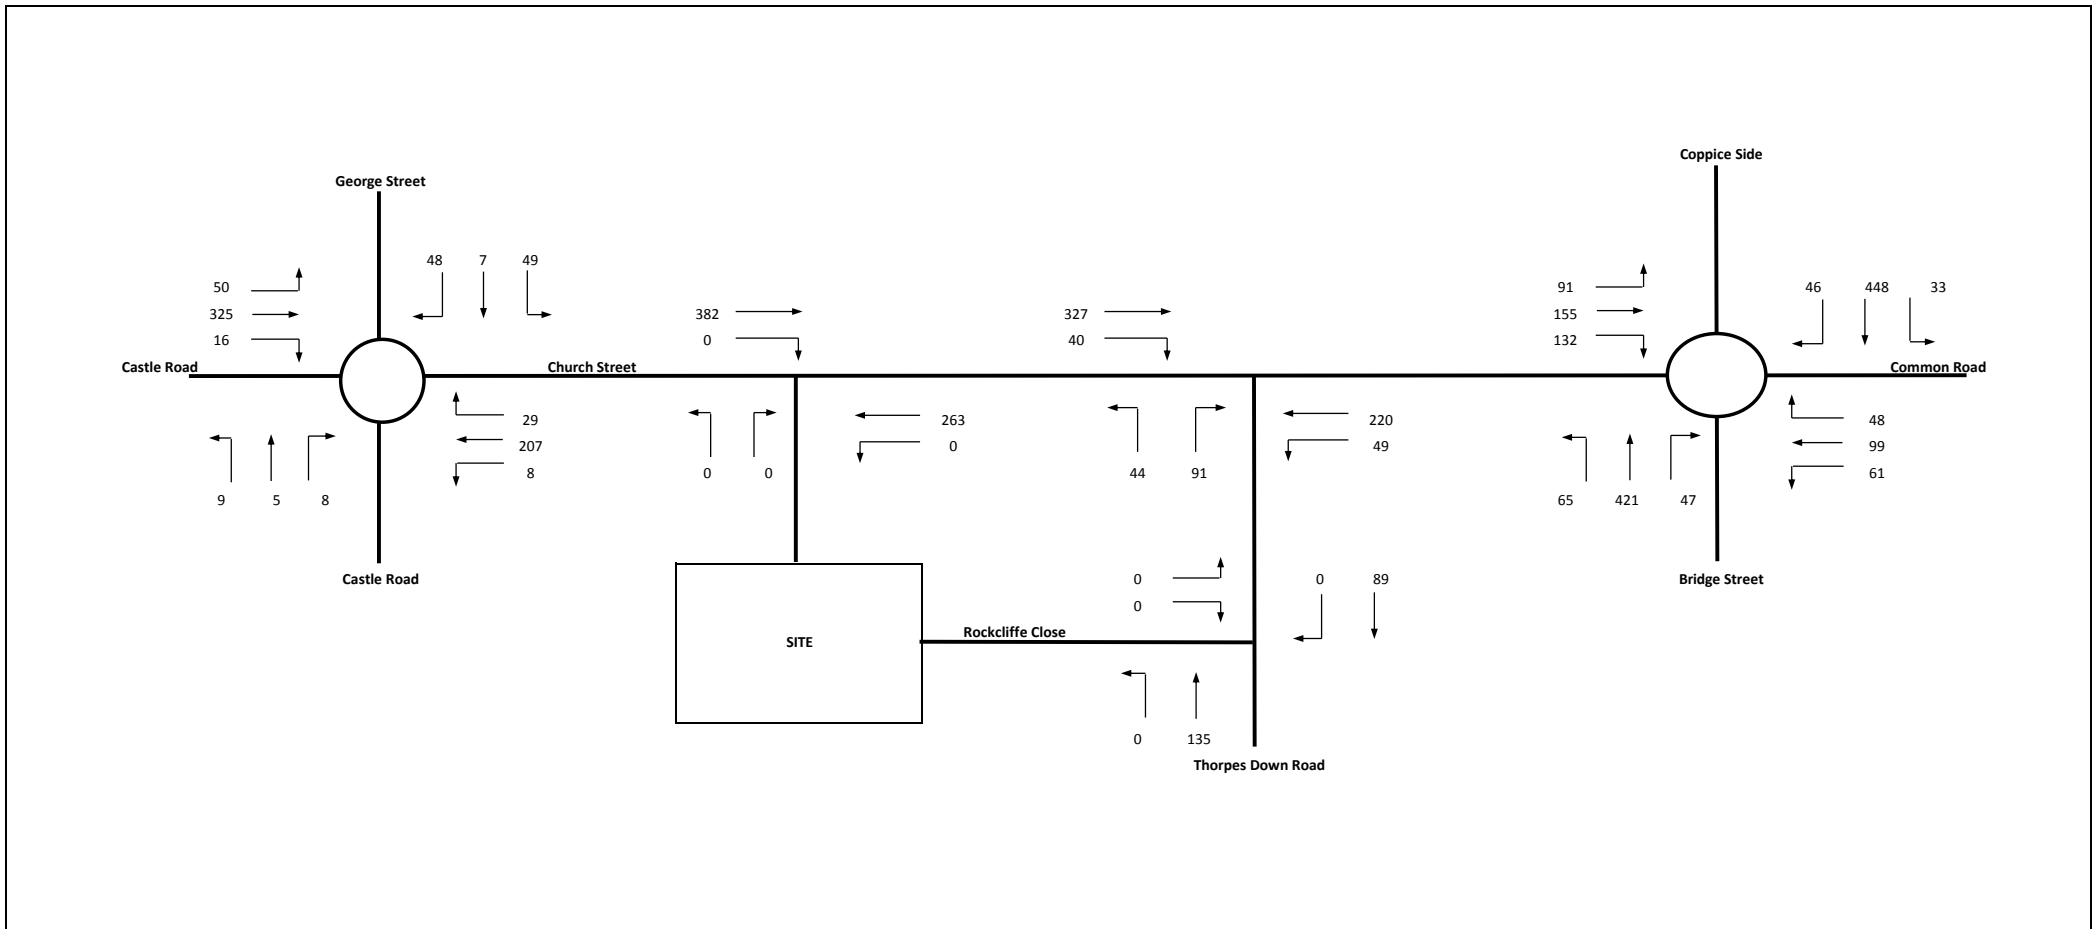 Coppice Side
George Street
48 7 49
50
325
16
382
0
327
40
91
155
132
46 448 33
Castle Road
Church Street
Common Road
29
207
8
9 5 8
263
0
0 0
220
49
44 91
48
99
61
65 421 47
Castle Road
Bridge Street
0
0
0 89
Rockcliffe Close
SITE
0 135
Thorpes Down Road